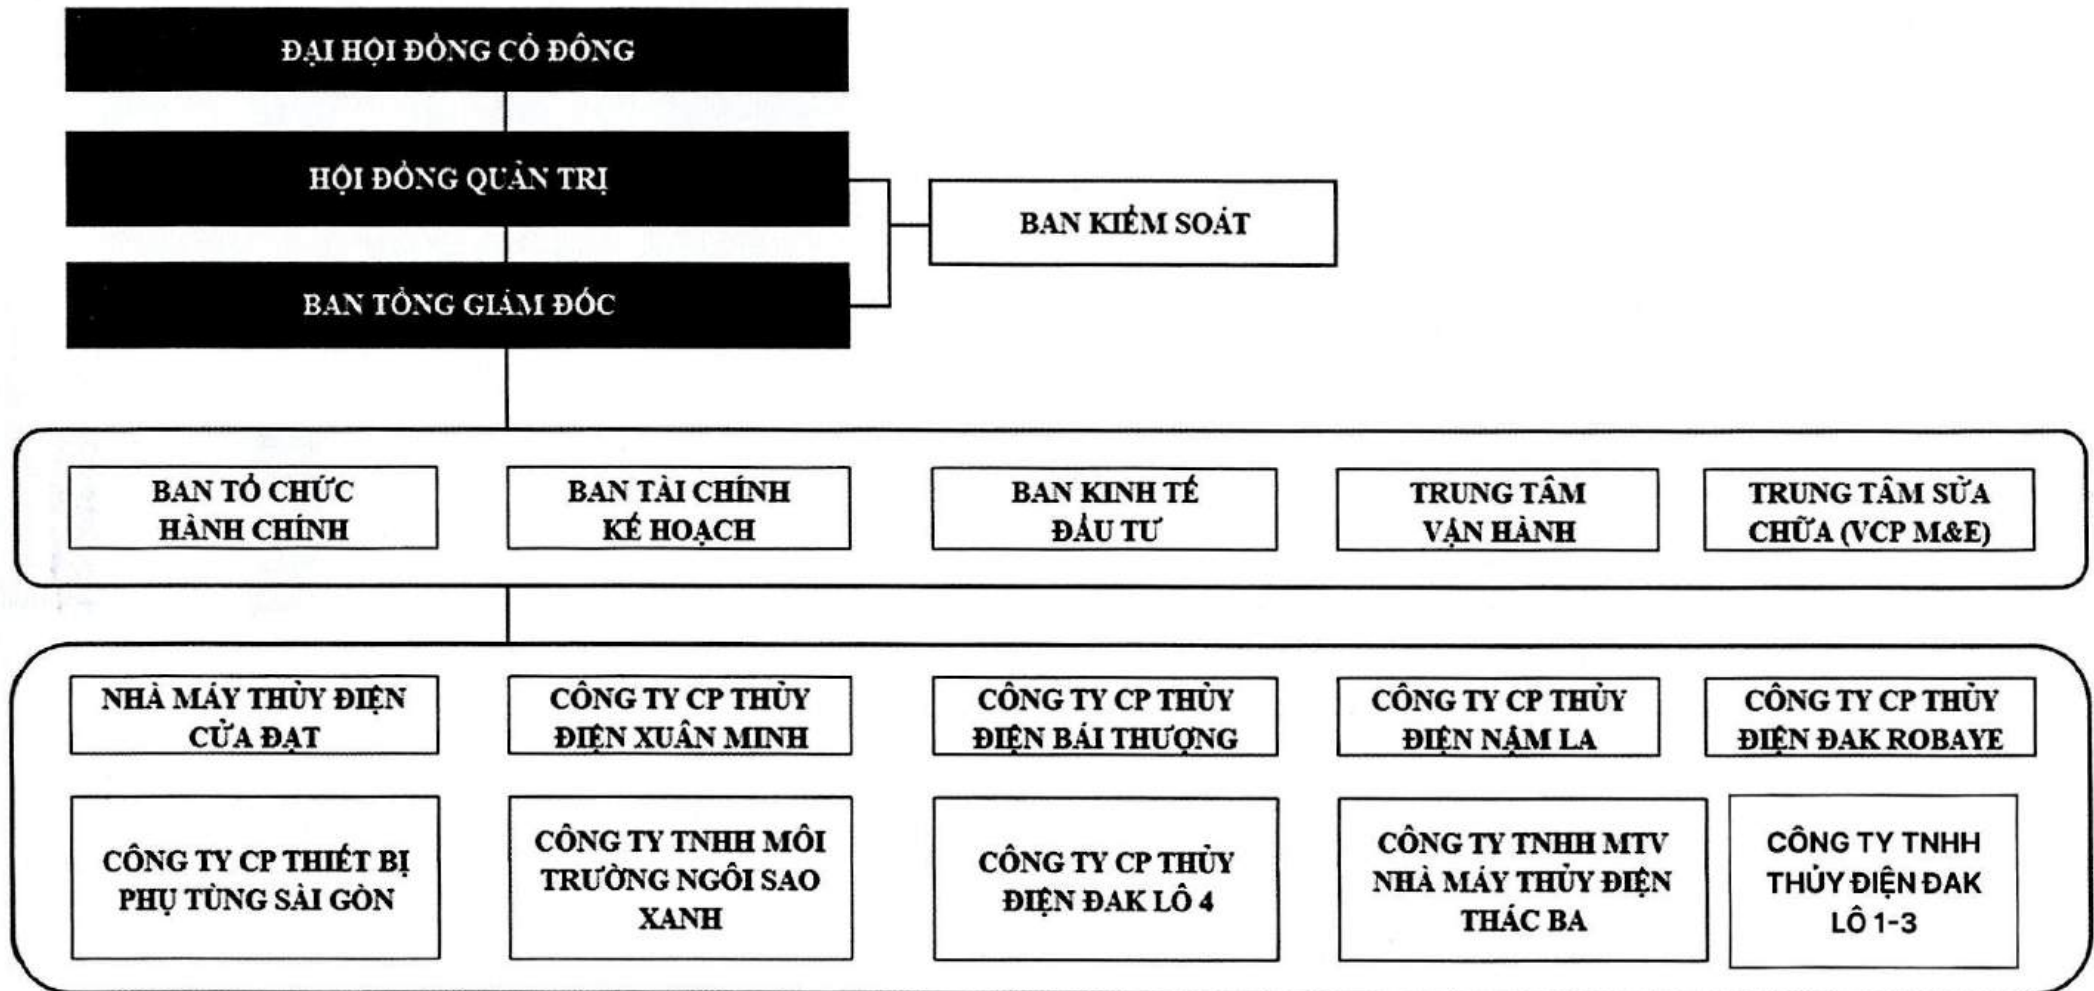 ĐẠI HỘI ĐỒNG CỔ ĐÔNG
HỘI ĐỒNG QUẢN TRỊ
BAN KIỂM SOÁT
BAN TỔNG GIÁM ĐỐC
BAN TỔ CHỨC
HÀNH CHÍNH
BAN TÀI CHÍNH
KẾ HOẠCH
BAN KINH TẾ
ĐẦU TƯ
TRUNG TÂM
VẬN HÀNH
TRUNG TÂM SỬA
CHỮA (VCP M&E)
NHÀ MÁY THỦY ĐIỆN
CỬA ĐẠT
CÔNG TY CP THỦY
ĐIỆN XUÂN MINH
CÔNG TY CP THỦY
ĐIỆN BÁI THƯỢNG
CÔNG TY CP THỦY
ĐIỆN NẬM LA
CÔNG TY CP THỦY
ĐIỆN ĐAK ROBAYE
CÔNG TY CP THIẾT BỊ
PHỤ TÙNG SÀI GÒN
CÔNG TY TNHH MÔI
TRƯỜNG NGÔI SAO
XANH
CÔNG TY CP THỦY
ĐIỆN ĐAK LÔ 4
CÔNG TY TNHH MTV
NHÀ MÁY THỦY ĐIỆN
THÁC BA
CÔNG TY TNHH
THỦY ĐIỆN ĐAK
LÔ 1-3